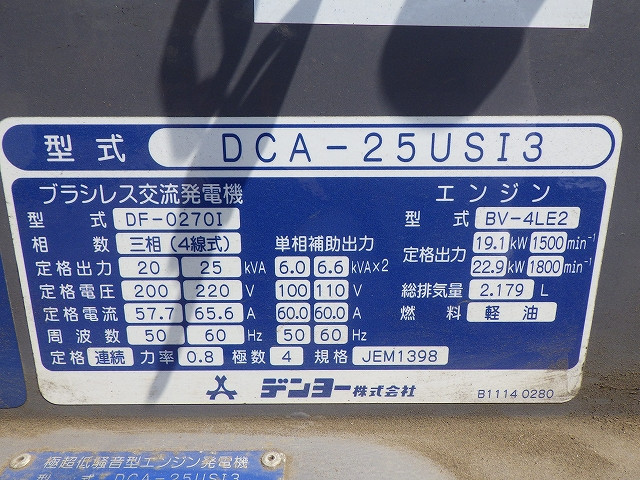 型式 DCA-25USI3
ブラシレス交流発電機 エンジン
型式 DF-0270I 型式 BV-4LE2
相数 三相(4線式) 単相補助出力 定格出力 19.1 kW 1500 min⁻¹
定格出力 20 25 kVA 6.0 6.6 kVA×2 22.9 kW 1800 min⁻¹
定格電圧 200 220 V 100 110 V 総排気量 2.179 L
定格電流 57.7 65.6 A 60.0 60.0 A 燃料 軽油
周波数 50 60 Hz 50 60 Hz
定格 連続 力率 0.8 極数 4 規格 JEM1398
デンヨー株式会社 B1114 0280
極超低騒音型エンジン発電機
型式 DCA-25USI3